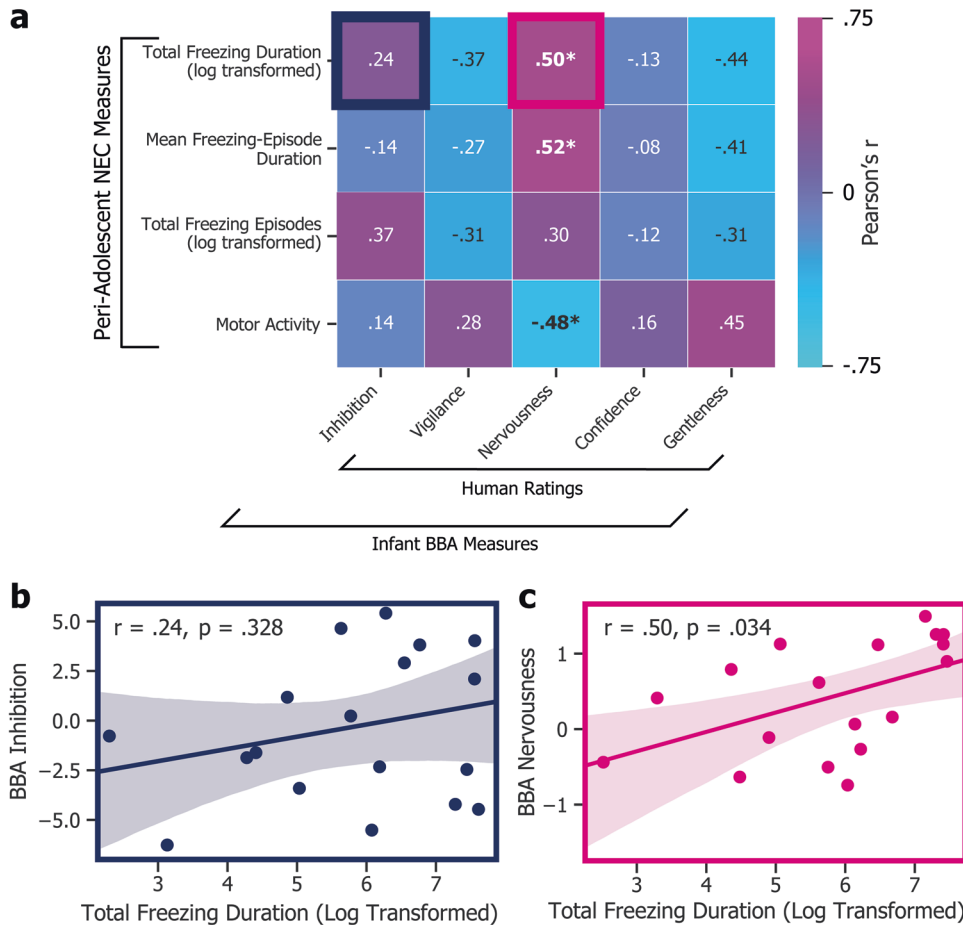 a
Peri-Adolescent NEC Measures
Total Freezing Duration
(log transformed)
.24 -.37 .50* -.13 -.44
Mean Freezing-Episode
Duration
-.14 -.27 .52* -.08 -.41
Total Freezing Episodes
(log transformed)
.37 -.31 .30 -.12 -.31
Motor Activity
.14 .28 -.48* .16 .45
Inhibition
Vigilance
Nervousness
Confidence
Gentleness
Human Ratings
Infant BBA Measures
.75
0
-.75
Pearson's r
b
r = .24, p = .328
BBA Inhibition
5.0
2.5
0.0
−2.5
−5.0
3 4 5 6 7
Total Freezing Duration (Log Transformed)
c
r = .50, p = .034
BBA Nervousness
1
0
−1
3 4 5 6 7
Total Freezing Duration (Log Transformed)